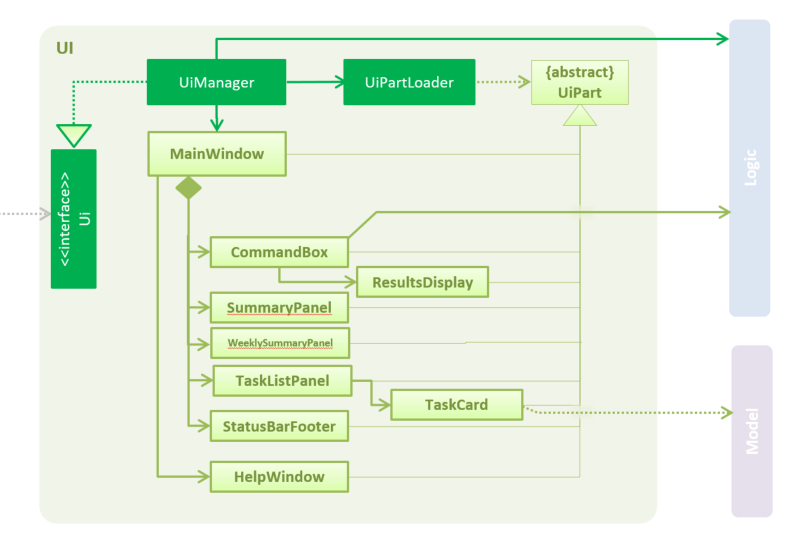 UI
UiManager
UiPartLoader
{abstract}
UiPart
MainWindow
<<interface>>
Ui
Logic
CommandBox
ResultsDisplay
SummaryPanel
WeeklySummaryPanel
TaskListPanel
TaskCard
StatusBarFooter
Model
HelpWindow